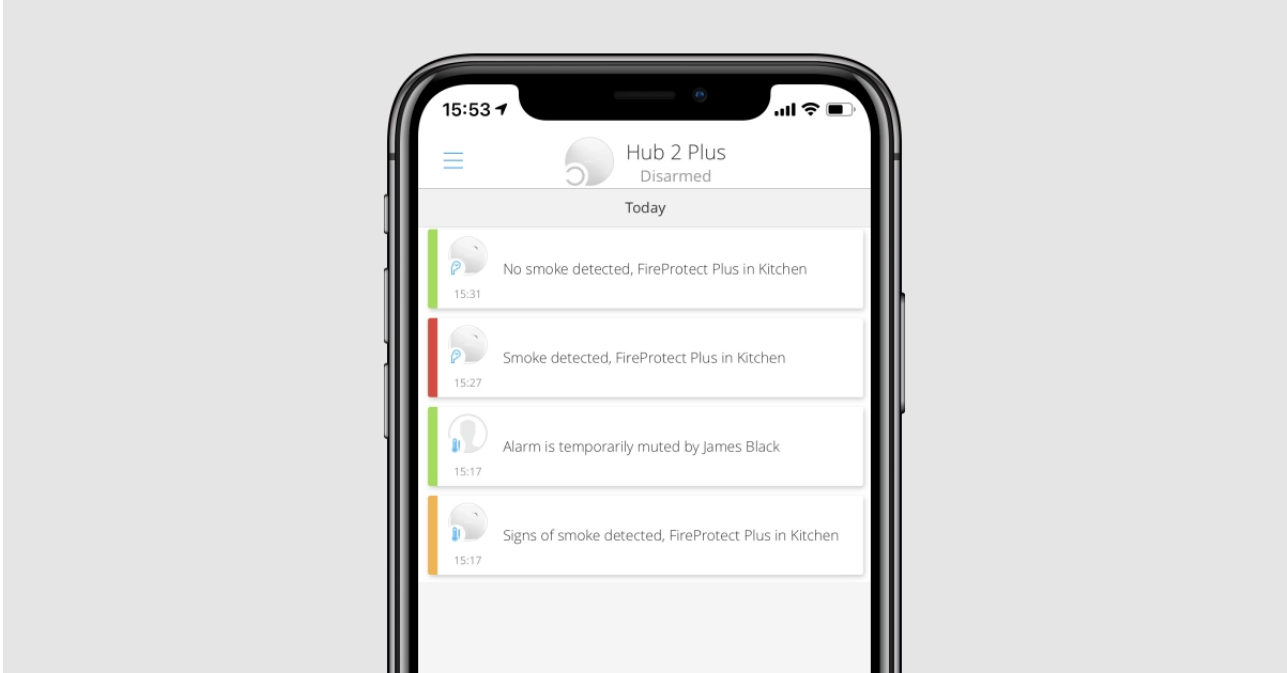 15:53
Hub 2 Plus
Disarmed
Today
No smoke detected, FireProtect Plus in Kitchen
15:31
Smoke detected, FireProtect Plus in Kitchen
15:27
Alarm is temporarily muted by James Black
15:17
Signs of smoke detected, FireProtect Plus in Kitchen
15:17